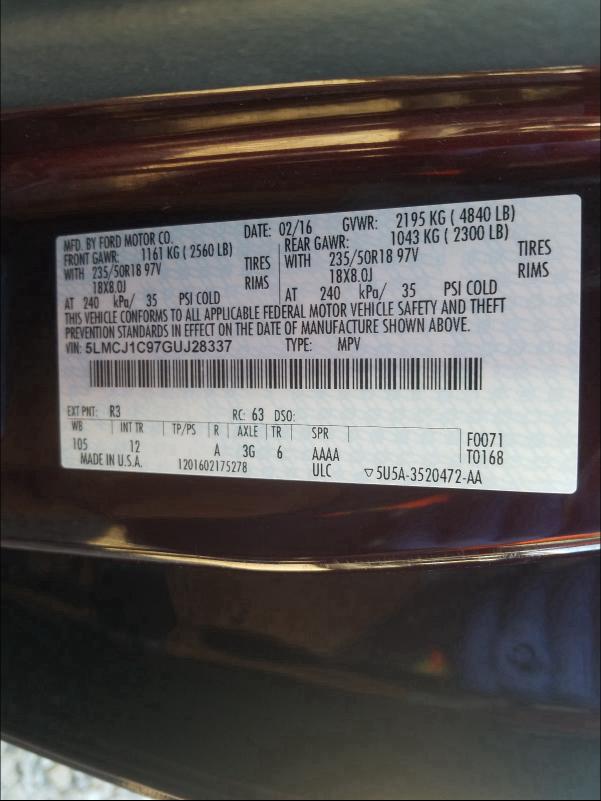 MFD. BY FORD MOTOR CO. DATE: 02/16 GVWR: 2195 KG ( 4840 LB)
FRONT GAWR: 1161 KG ( 2560 LB) REAR GAWR: 1043 KG ( 2300 LB)
WITH 235/50R18 97V TIRES WITH 235/50R18 97V TIRES
18X8.0J RIMS 18X8.0J RIMS
AT 240 kPa/ 35 PSI COLD AT 240 kPa/ 35 PSI COLD
THIS VEHICLE CONFORMS TO ALL APPLICABLE FEDERAL MOTOR VEHICLE SAFETY AND THEFT
PREVENTION STANDARDS IN EFFECT ON THE DATE OF MANUFACTURE SHOWN ABOVE.
VIN: 5LMCJ1C97GUJ28337 TYPE: MPV
EXT PNT: R3 RC: 63 DSO:
WB INT TR TP/PS R AXLE TR SPR F0071
105 12 A 3G 6 AAAA T0168
MADE IN U.S.A. 1201602175278 ULC ▽5U5A-3520472-AA